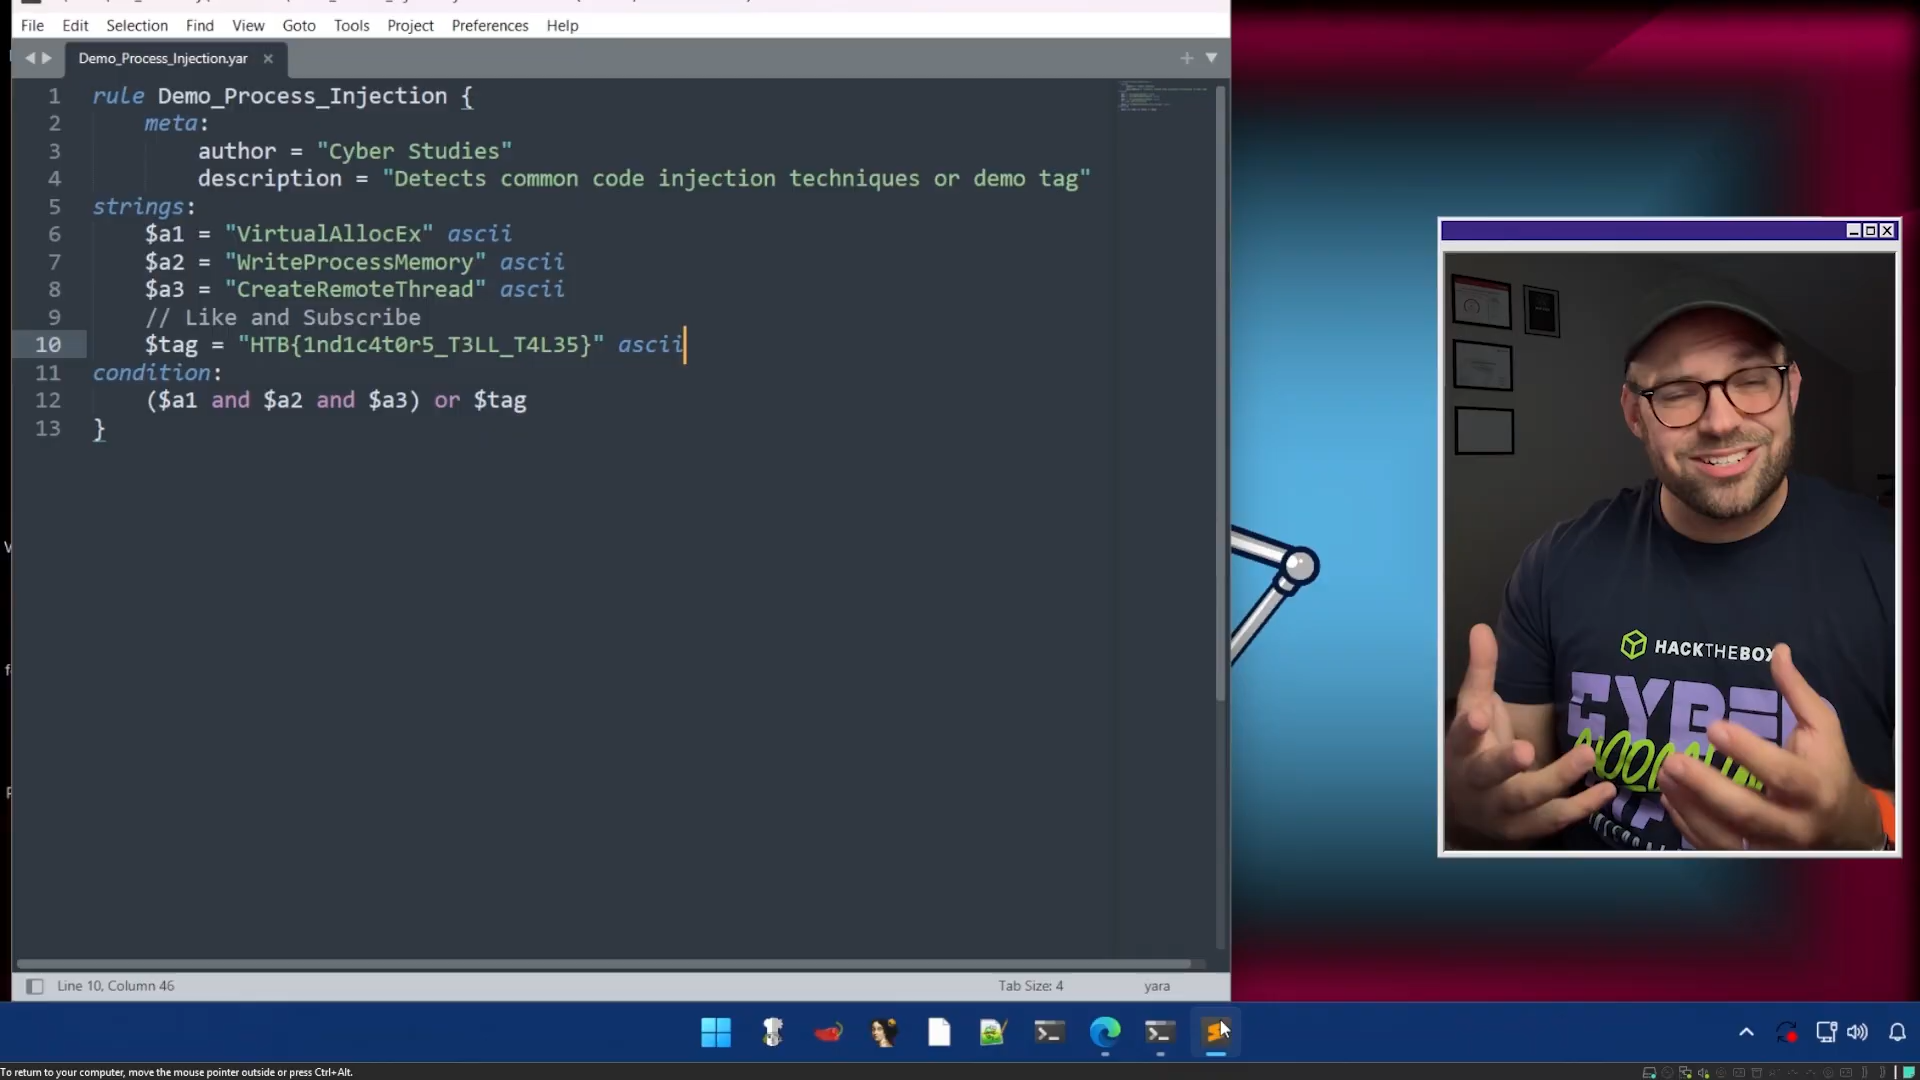 File Edit Selection Find View Goto Tools Project Preferences Help
Demo_Process_Injection.yar
1 rule Demo_Process_Injection {
2 meta:
3 author = "Cyber Studies"
4 description = "Detects common code injection techniques or demo tag"
5 strings:
6 $a1 = "VirtualAllocEx" ascii
7 $a2 = "WriteProcessMemory" ascii
8 $a3 = "CreateRemoteThread" ascii
9 // Like and Subscribe
10 $tag = "HTB{1nd1c4t0r5_T3LL_T4L35}" ascii
11 condition:
12 ($a1 and $a2 and $a3) or $tag
13 }
HACKTHEBOX
CYBER
Line 10, Column 46
Tab Size: 4
yara
To return to your computer, move the mouse pointer outside or press Ctrl+Alt.